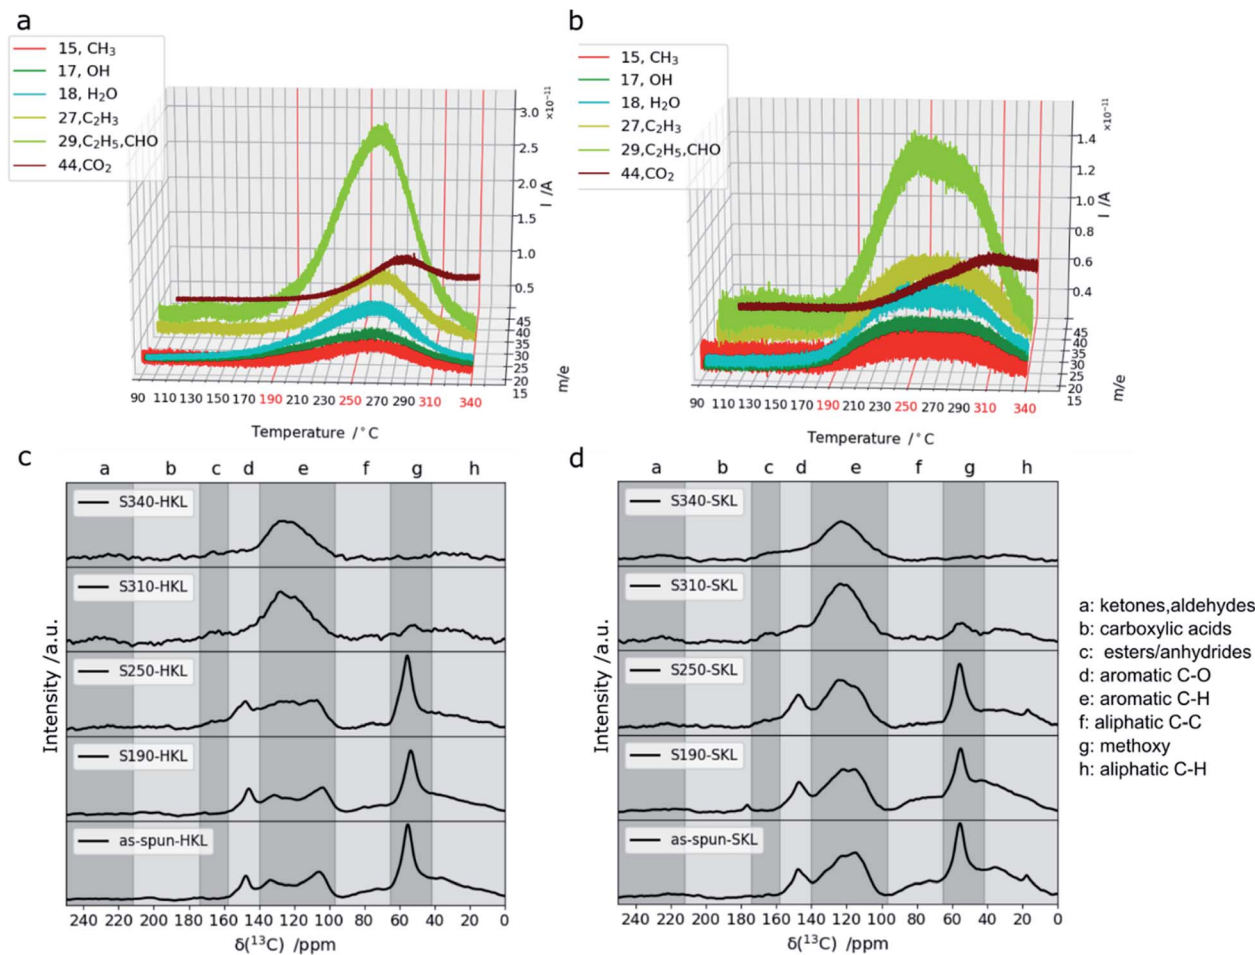 a
15, CH₃
17, OH
18, H₂O
27,C₂H₃
29,C₂H₅,CHO
44,CO₂
×10⁻¹¹
3.0
2.5
2.0
1.5
1.0
0.5
I /A
45
40
35
30
25
20
15
m/e
90 110 130 150 170 190 210 230 250 270 290 310 340
Temperature /°C
b
15, CH₃
17, OH
18, H₂O
27,C₂H₃
29,C₂H₅,CHO
44,CO₂
×10⁻¹¹
1.4
1.2
1.0
0.8
0.6
0.4
I /A
45
40
35
30
25
20
15
m/e
90 110 130 150 170 190 210 230 250 270 290 310 340
Temperature /°C
c
a b c d e f g h
S340-HKL
S310-HKL
S250-HKL
S190-HKL
as-spun-HKL
Intensity /a.u.
240 220 200 180 160 140 120 100 80 60 40 20 0
δ(¹³C) /ppm
d
a b c d e f g h
S340-SKL
S310-SKL
S250-SKL
S190-SKL
as-spun-SKL
Intensity /a.u.
240 220 200 180 160 140 120 100 80 60 40 20 0
δ(¹³C) /ppm
a: ketones,aldehydes
b: carboxylic acids
c: esters/anhydrides
d: aromatic C-O
e: aromatic C-H
f: aliphatic C-C
g: methoxy
h: aliphatic C-H